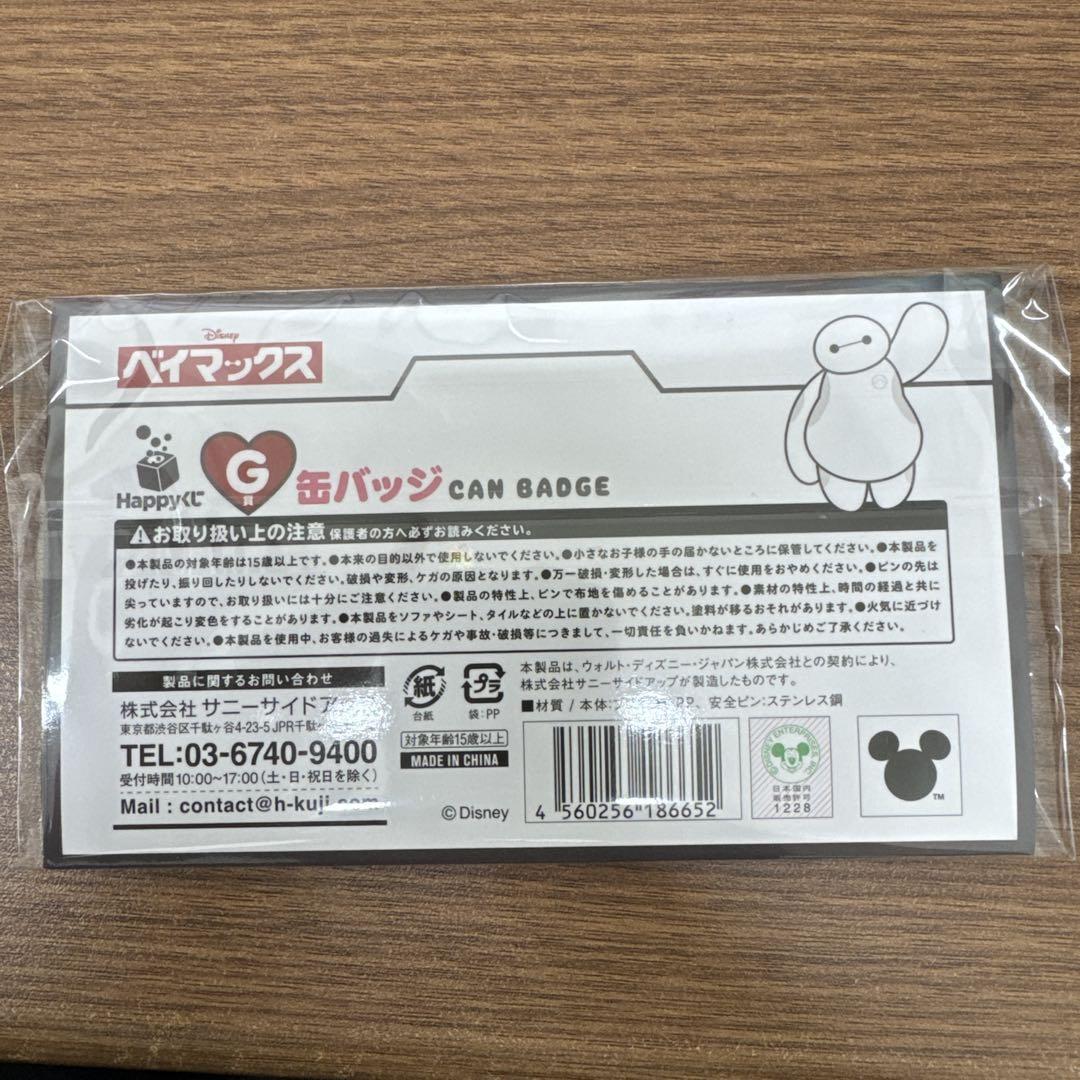 Disney
ベイマックス
Happyくじ
G賞
缶バッジ CAN BADGE
お取り扱い上の注意 保護者の方へ必ずお読みください。
●本製品の対象年齢は15歳以上です。●本来の目的以外で使用しないでください。●小さなお子様の手の届かないところに保管してください。●本製品を
投げたり、振り回したりしないでください。破損や変形、ケガの原因となります。●万一破損・変形した場合は、すぐに使用をおやめください。●ピンの先は
尖っていますので、お取り扱いには十分にご注意ください。●製品の特性上、ピンで布地を傷めることがあります。●素材の特性上、時間の経過と共に
劣化が起こり変色をすることがあります。●本製品をソファやシート、タイルなどの上に置かないでください。塗料が移るおそれがあります。●火気に近づけ
ないでください。●本製品を使用中、お客様の過失によるケガや事故・破損等につきまして、一切責任を負いかねます。あらかじめご了承ください。
製品に関するお問い合わせ
株式会社 サニーサイドア
東京都渋谷区千駄ヶ谷4-23-5 JPR千駄
TEL:03-6740-9400
受付時間10:00~17:00(土・日・祝日を除く)
Mail : contact@h-kuji.com
紙
台紙
プラ
袋:PP
対象年齢15歳以上
MADE IN CHINA
©Disney
本製品は、ウォルト・ディズニー・ジャパン株式会社との契約により、
株式会社サニーサイドアップが製造したものです。
■材質 / 本体:ブ PP、安全ピン:ステンレス鋼
4 560256 186652
©DISNEY ENTERPRISES, INC.
日本国内
販売許可
1228
TM